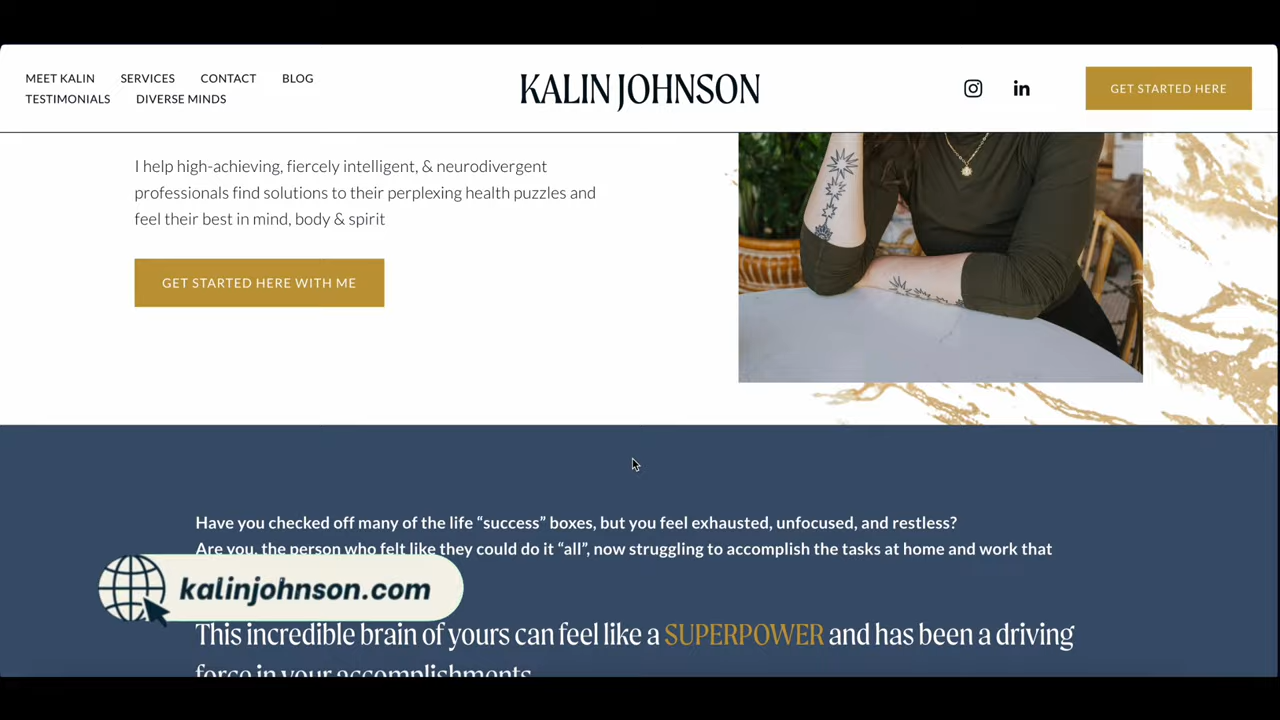 MEET KALIN SERVICES CONTACT BLOG
TESTIMONIALS DIVERSE MINDS
KALIN JOHNSON
GET STARTED HERE
I help high-achieving, fiercely intelligent, & neurodivergent
professionals find solutions to their perplexing health puzzles and
feel their best in mind, body & spirit
GET STARTED HERE WITH ME
Have you checked off many of the life “success” boxes, but you feel exhausted, unfocused, and restless?
Are you, the person who felt like they could do it “all”, now struggling to accomplish the tasks at home and work that
kalinjohnson.com
This incredible brain of yours can feel like a SUPERPOWER and has been a driving
force in your accomplishments